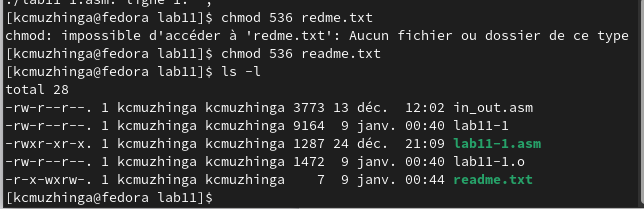 [kcmuzhinga@fedora lab11]$ chmod 536 redme.txt
chmod: impossible d'accéder à 'redme.txt': Aucun fichier ou dossier de ce type
[kcmuzhinga@fedora lab11]$ chmod 536 readme.txt
[kcmuzhinga@fedora lab11]$ ls -l
total 28
-rw-r--r--. 1 kcmuzhinga kcmuzhinga 3773 13 déc.  12:02 in_out.asm
-rw-r--r--. 1 kcmuzhinga kcmuzhinga 9164  9 janv. 00:40 lab11-1
-rwxr-xr-x. 1 kcmuzhinga kcmuzhinga 1287 24 déc.  21:09 lab11-1.asm
-rw-r--r--. 1 kcmuzhinga kcmuzhinga 1472  9 janv. 00:40 lab11-1.o
-r-x-wxrw-. 1 kcmuzhinga kcmuzhinga    7  9 janv. 00:44 readme.txt
[kcmuzhinga@fedora lab11]$